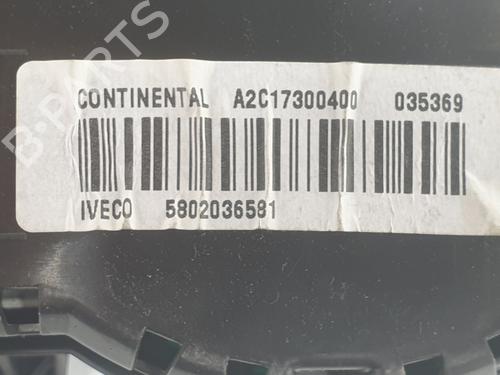 B-PARTS
CONTINENTAL A2C17300400 035369
IVECO 5802036581